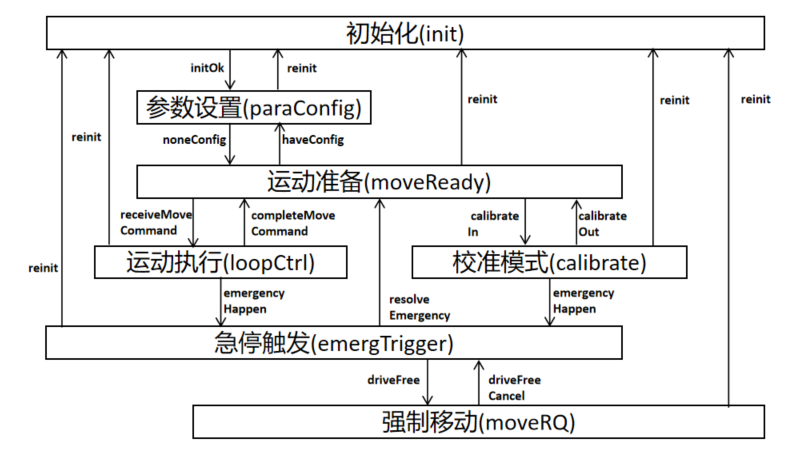 初始化(init)
initOk
reinit
参数设置(paraConfig)
reinit
reinit
reinit
reinit
noneConfig
haveConfig
运动准备(moveReady)
receiveMove
Command
completeMove
Command
calibrate
In
calibrate
Out
运动执行(loopCtrl)
校准模式(calibrate)
reinit
emergency
Happen
resolve
Emergency
emergency
Happen
急停触发(emergTrigger)
driveFree
driveFree
Cancel
强制移动(moveRQ)